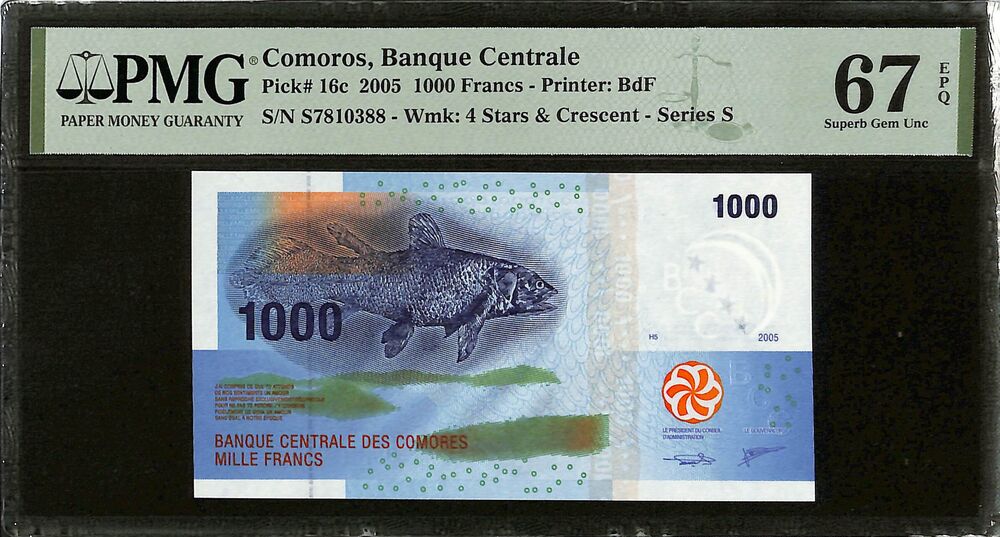 PMG®
PAPER MONEY GUARANTY
Comoros, Banque Centrale
Pick# 16c 2005 1000 Francs - Printer: BdF
S/N S7810388 - Wmk: 4 Stars & Crescent - Series S
67
EPQ
Superb Gem Unc
1000
1000
H5
2005
BANQUE CENTRALE DES COMORES
MILLE FRANCS
LE PRÉSIDENT DU CONSEIL
D'ADMINISTRATION
LE GOUVERNEUR